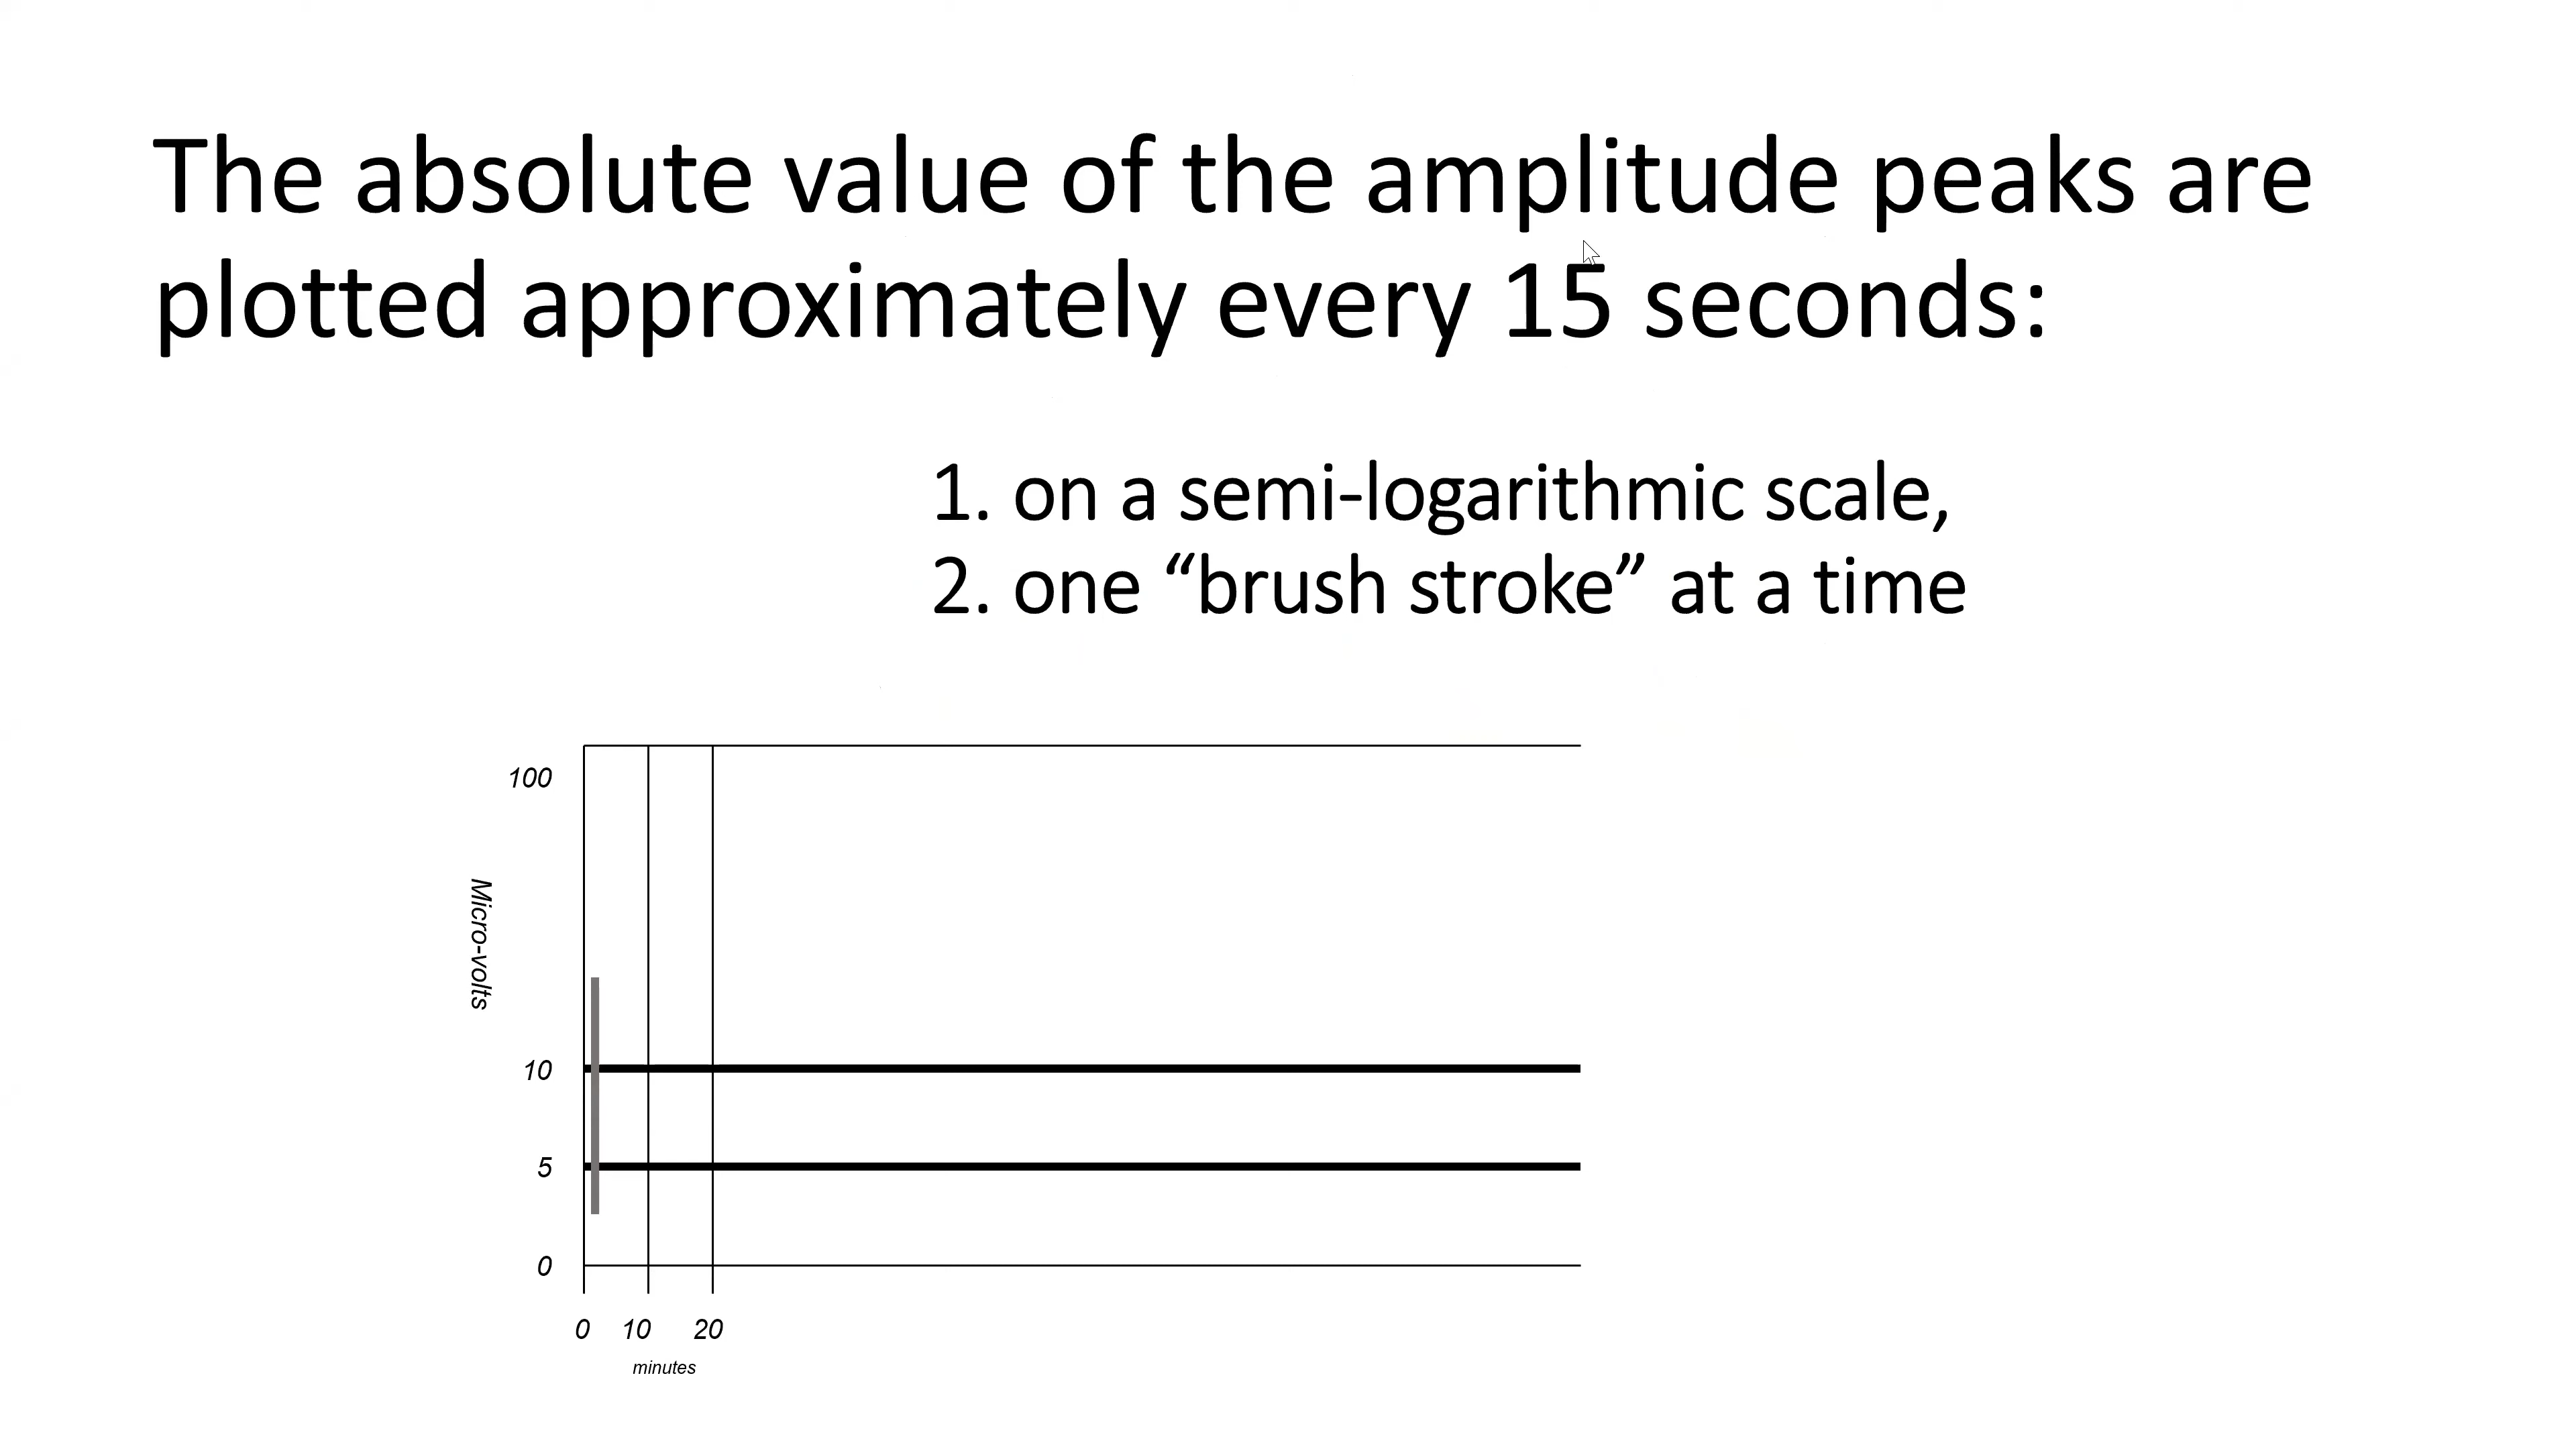 The absolute value of the amplitude peaks are
plotted approximately every 15 seconds:
1. on a semi-logarithmic scale,
2. one “brush stroke” at a time
100
Micro-volts
10
5
0
0 10 20
minutes